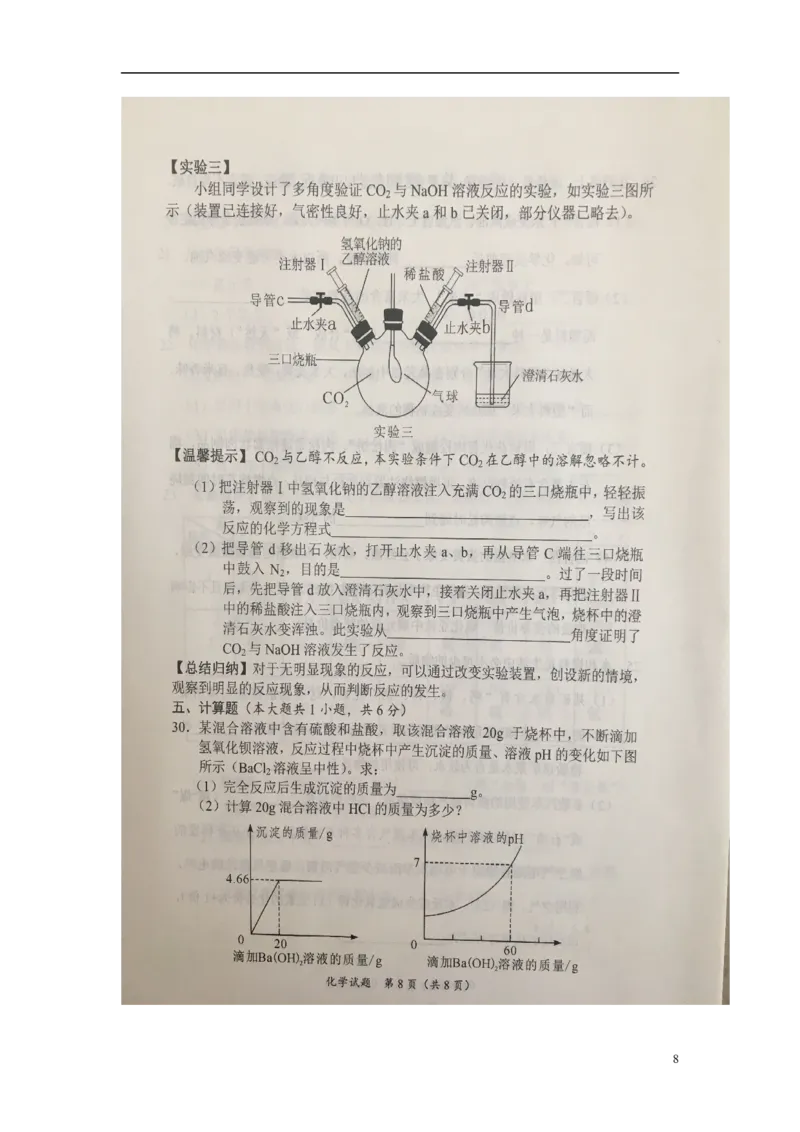 【实验三】
小组同学设计了多角度验证CO₂与NaOH溶液反应的实验，如实验三图所
示（装置已连接好，气密性良好，止水夹a和b已关闭，部分仪器已略去）。
氢氧化钠的
乙醇溶液
注射器Ⅰ
稀盐酸
注射器Ⅱ
导管c
导管d
止水夹a
止水夹b
三口烧瓶
澄清石灰水
CO₂
气球
实验三
【温馨提示】CO₂与乙醇不反应，本实验条件下CO₂在乙醇中的溶解忽略不计。
（1）把注射器Ⅰ中氢氧化钠的乙醇溶液注入充满CO₂的三口烧瓶中，轻轻振
荡，观察到的现象是____________，写出该
反应的化学方程式____________。
（2）把导管d移出石灰水，打开止水夹a、b，再从导管C端往三口烧瓶
中鼓入N₂，目的是____________。过了一段时间
后，先把导管d放入澄清石灰水中，接着关闭止水夹a，再把注射器Ⅱ
中的稀盐酸注入三口烧瓶内，观察到三口烧瓶中产生气泡，烧杯中的澄
清石灰水变浑浊。此实验从____________角度证明了
CO₂与NaOH溶液发生了反应。
【总结归纳】对于无明显现象的反应，可以通过改变实验装置，创设新的情境，
观察到明显的反应现象，从而判断反应的发生。
五、计算题（本大题共1小题，共6分）
30．某混合溶液中含有硫酸和盐酸，取该混合溶液 20g 于烧杯中，不断滴加
氢氧化钡溶液，反应过程中烧杯中产生沉淀的质量、溶液pH的变化如下图
所示（BaCl₂溶液呈中性）。求：
（1）完全反应后生成沉淀的质量为________g。
（2）计算20g混合溶液中HCl的质量为多少？
沉淀的质量/g
烧杯中溶液的pH
7
4.66
0 20
0 60
滴加Ba(OH)₂溶液的质量/g
滴加Ba(OH)₂溶液的质量/g
化学试题 第8页（共8页）
8